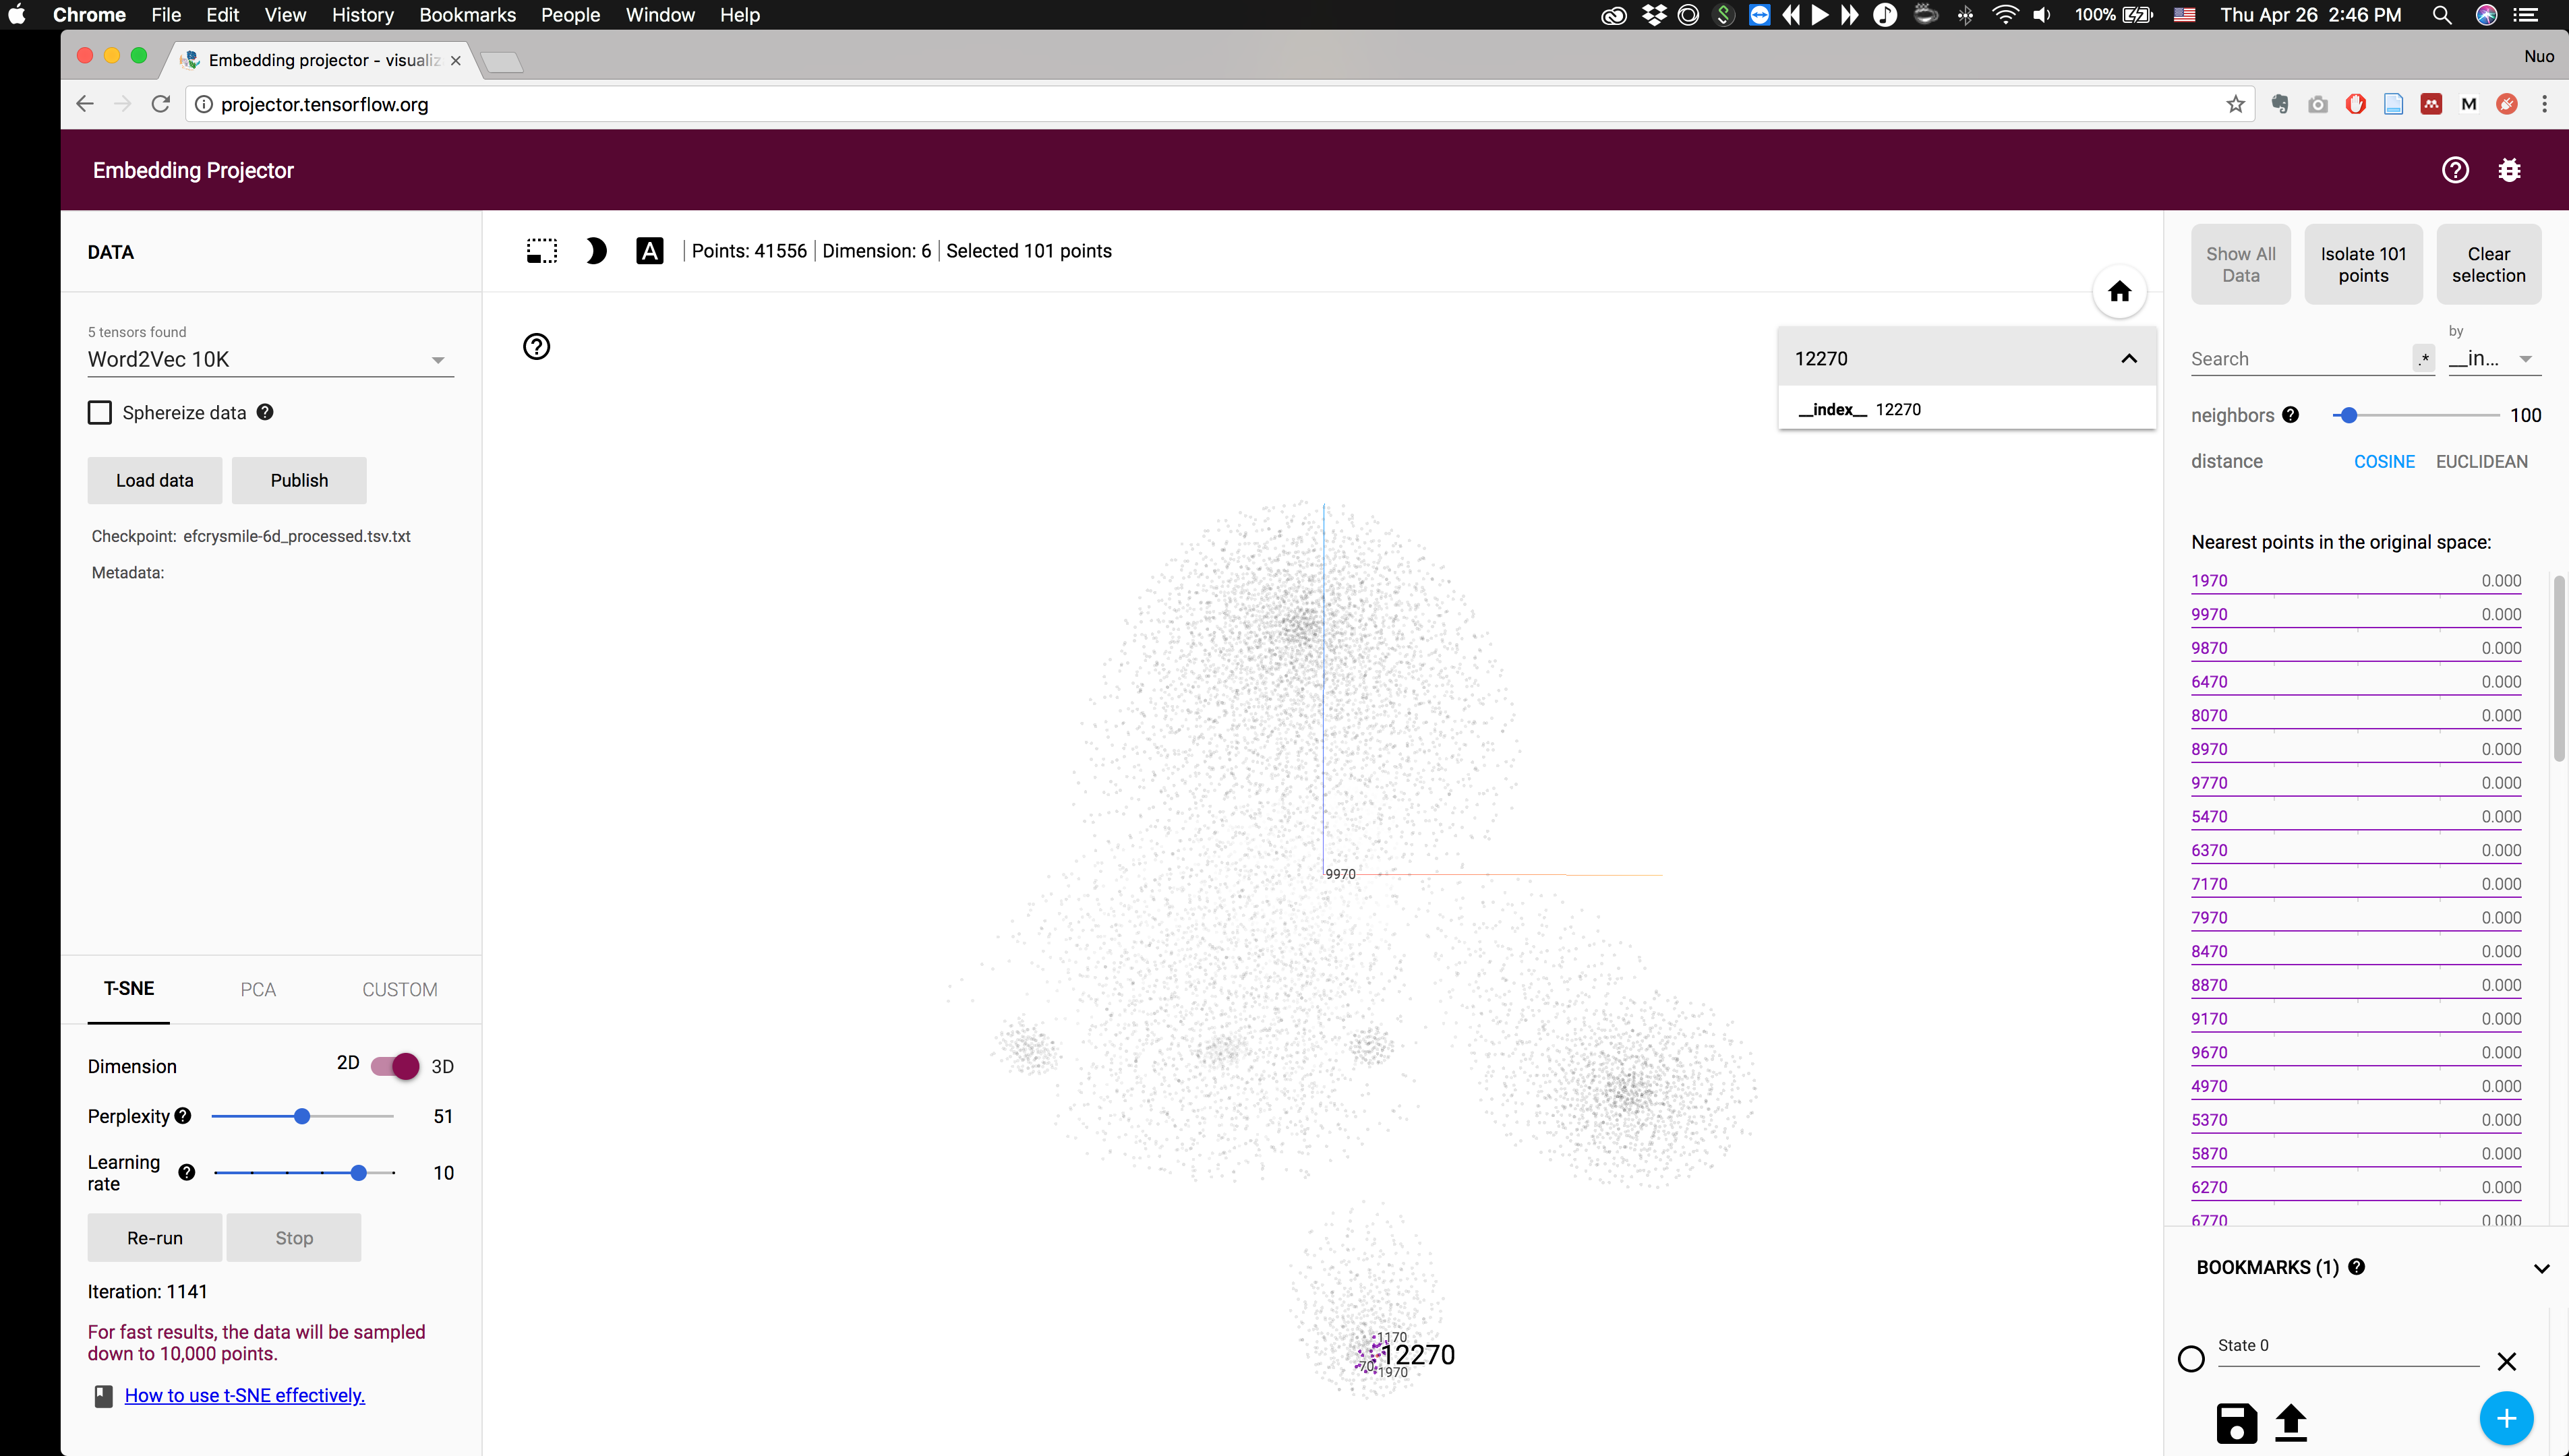 Chrome File Edit View History Bookmarks People Window Help 100% Thu Apr 26 2:46 PM
Embedding projector - visualiz Nuo
projector.tensorflow.org
Embedding Projector
DATA
5 tensors found
Word2Vec 10K
Sphereize data
Load data Publish
Checkpoint: efcrysmile-6d_processed.tsv.txt
Metadata:
T-SNE PCA CUSTOM
Dimension 2D 3D
Perplexity 51
Learning rate 10
Re-run Stop
Iteration: 1141
For fast results, the data will be sampled
down to 10,000 points.
How to use t-SNE effectively.
A Points: 41556 Dimension: 6 Selected 101 points
12270
__index__ 12270
9970
1170
12270
70
1970
Show All Data Isolate 101 points Clear selection
by
Search .* __in...
neighbors 100
distance COSINE EUCLIDEAN
Nearest points in the original space:
1970 0.000
9970 0.000
9870 0.000
6470 0.000
8070 0.000
8970 0.000
9770 0.000
5470 0.000
6370 0.000
7170 0.000
7970 0.000
8470 0.000
8870 0.000
9170 0.000
9670 0.000
4970 0.000
5370 0.000
5870 0.000
6270 0.000
6770 0.000
BOOKMARKS (1)
State 0